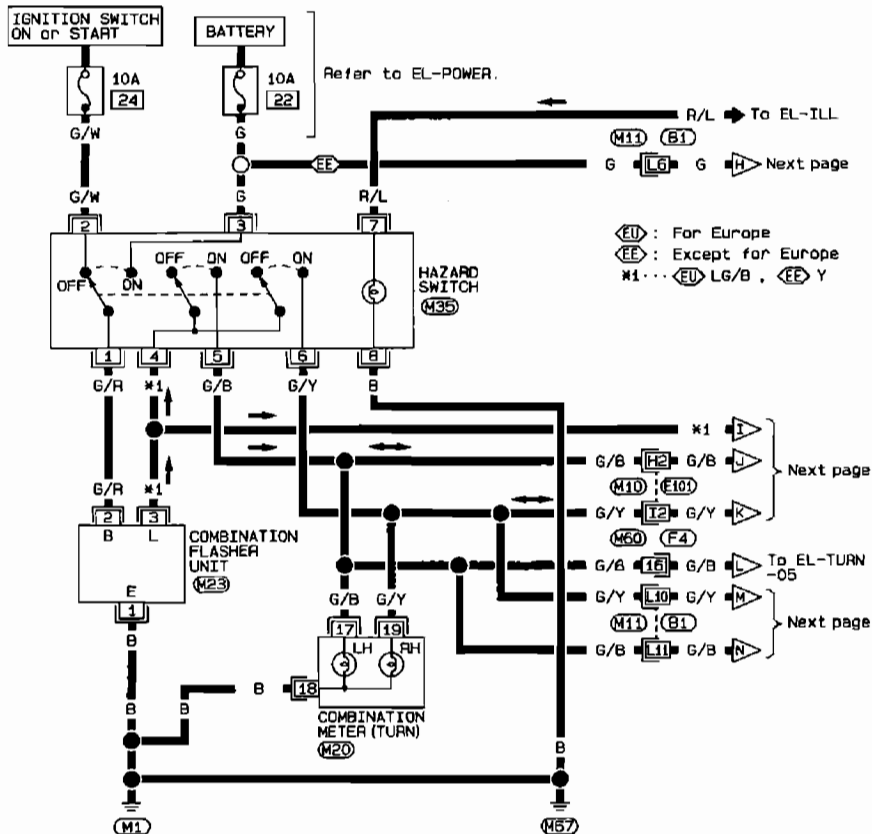 IGNITION SWITCH
ON or START
BATTERY
10A
24
10A
22
Refer to EL-POWER.
G/W
G
R/L
To EL-ILL
M11
B1
EE
G
L6
G
H
Next page
G/W
G
R/L
2
3
7
EU : For Europe
EE : Except for Europe
*1 ··· EU LG/B , EE Y
OFF
ON
OFF
ON
OFF
ON
HAZARD
SWITCH
M35
1
4
5
6
8
G/R
*1
G/B
G/Y
B
*1
I
G/B
H2
G/B
J
Next page
M10
E101
G/Y
I2
G/Y
K
M60
F4
G/R
*1
2
3
B
L
COMBINATION
FLASHER
UNIT
M23
E
1
G/B
16
G/B
L
To EL-TURN
-05
G/Y
L10
G/Y
M
M11
B1
Next page
G/B
L11
G/B
N
G/B
G/Y
17
19
LH
RH
B
B
18
B
B
COMBINATION
METER (TURN)
M20
B
M1
M67